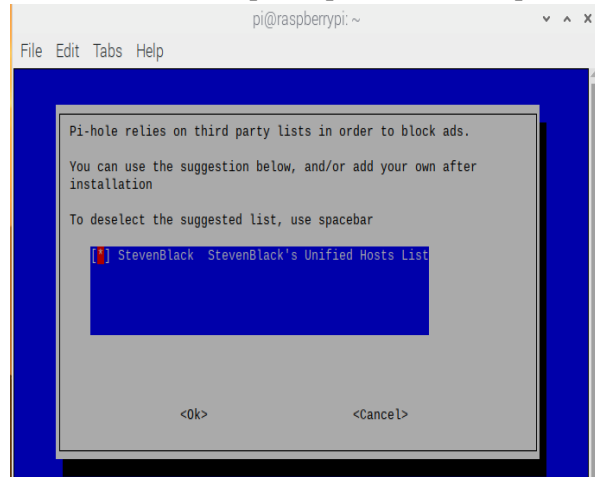 pi@raspberrypi: ~
File Edit Tabs Help
Pi-hole relies on third party lists in order to block ads.
You can use the suggestion below, and/or add your own after
installation
To deselect the suggested list, use spacebar
[*] StevenBlack StevenBlack's Unified Hosts List
<Ok> <Cancel>